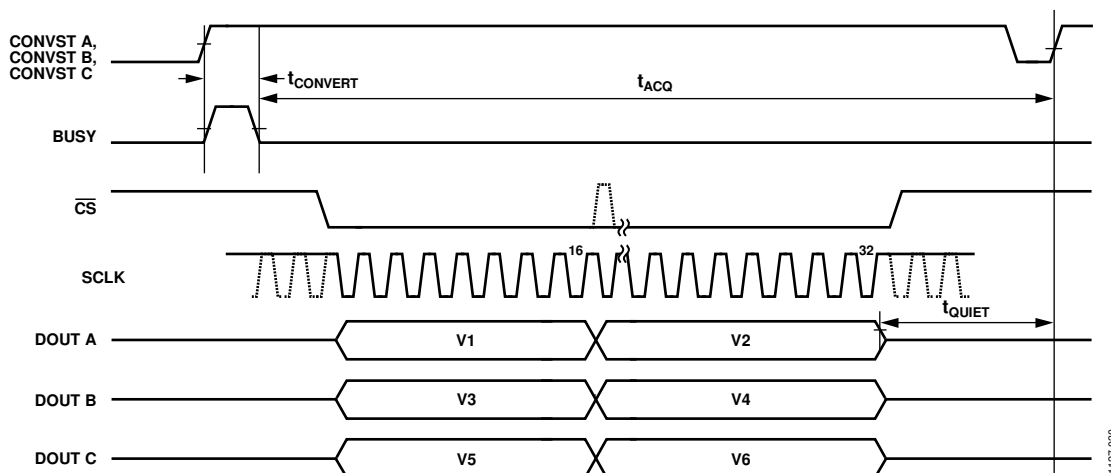 CONVST A,
CONVST B,
CONVST C
tCONVERT
tACQ
BUSY
CS
16
32
SCLK
tQUIET
DOUT A
V1
V2
DOUT B
V3
V4
DOUT C
V5
V6